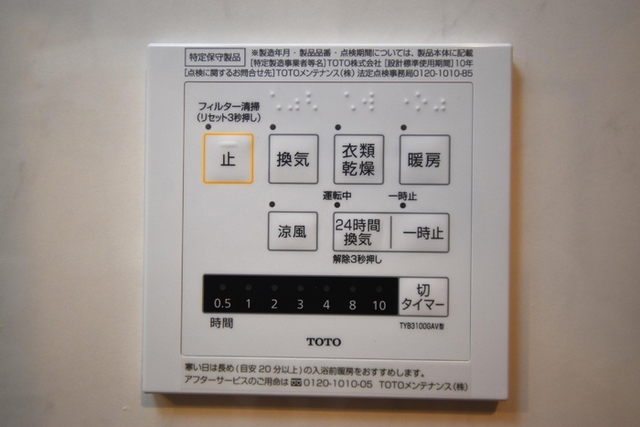 特定保守製品 ※製造年月・製品品番・点検期間については、製品本体に記載
[特定製造事業者等名]TOTO株式会社 [設計標準使用期間]10年
[点検に関するお問合せ先]TOTOメンテナンス(株) 法定点検事務局0120-1010-85
フィルター清掃
(リセット3秒押し)
止 換気 衣類乾燥 暖房
運転中 一時止
涼風 24時間換気 一時止
解除3秒押し
0.5 1 2 3 4 8 10 切タイマー
時間 TYB3100GAV型
TOTO
寒い日は長め(目安20分以上)の入浴前暖房をおすすめします。
アフターサービスのご用命は 0120-1010-05 TOTOメンテナンス(株)